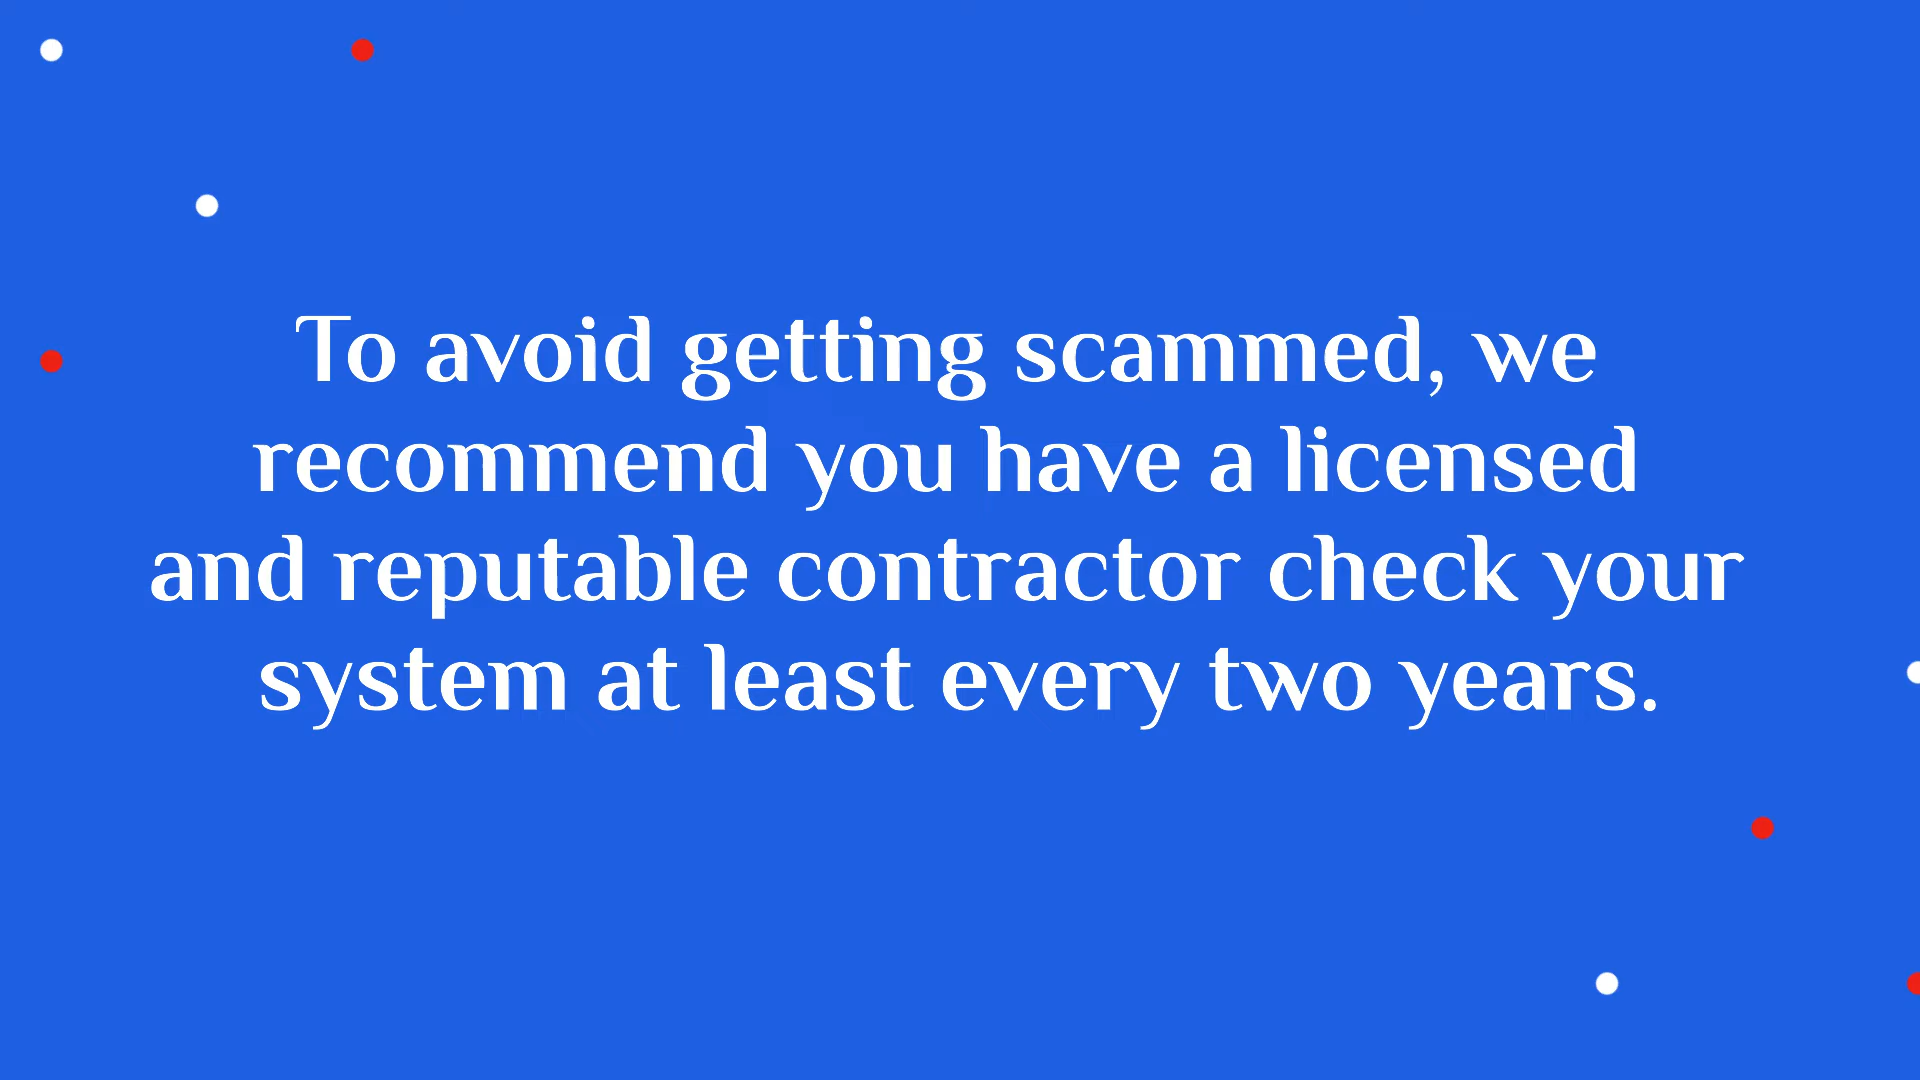 To avoid getting scammed, we
recommend you have a licensed
and reputable contractor check your
system at least every two years.